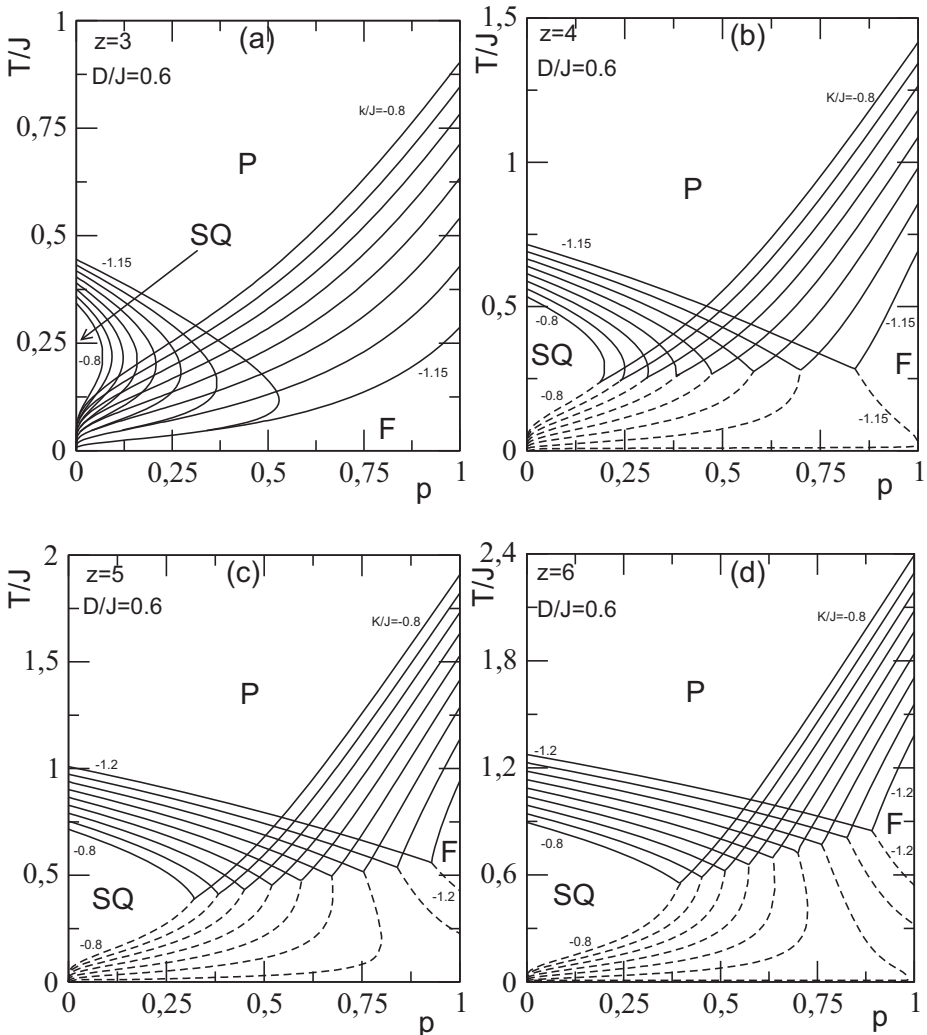 1
z=3
(a)
T/J
D/J=0.6
k/J=-0.8
0,75
P
0,5
SQ
-1.15
0,25
-0.8
-1.15
F
0
0
0,25
0,5
0,75
1
p
1,5
z=4
(b)
T/J
D/J=0.6
K/J=-0.8
1
P
-1.15
0,5
-0.8
-1.15
SQ
F
-0.8
-1.15
0
0
0,25
0,5
0,75
1
p
2
z=5
(c)
T/J
D/J=0.6
K/J=-0.8
1,5
P
1
-1.2
-0.8
0,5
F
SQ
-1.2
-0.8
0
0
0,25
0,5
0,75
1
p
2,4
z=6
(d)
T/J
D/J=0.6
K/J=-0.8
1,8
P
1,2
-1.2
-1.2
F
-0.8
-1.2
0,6
SQ
-0.8
0
0
0,25
0,5
0,75
1
p